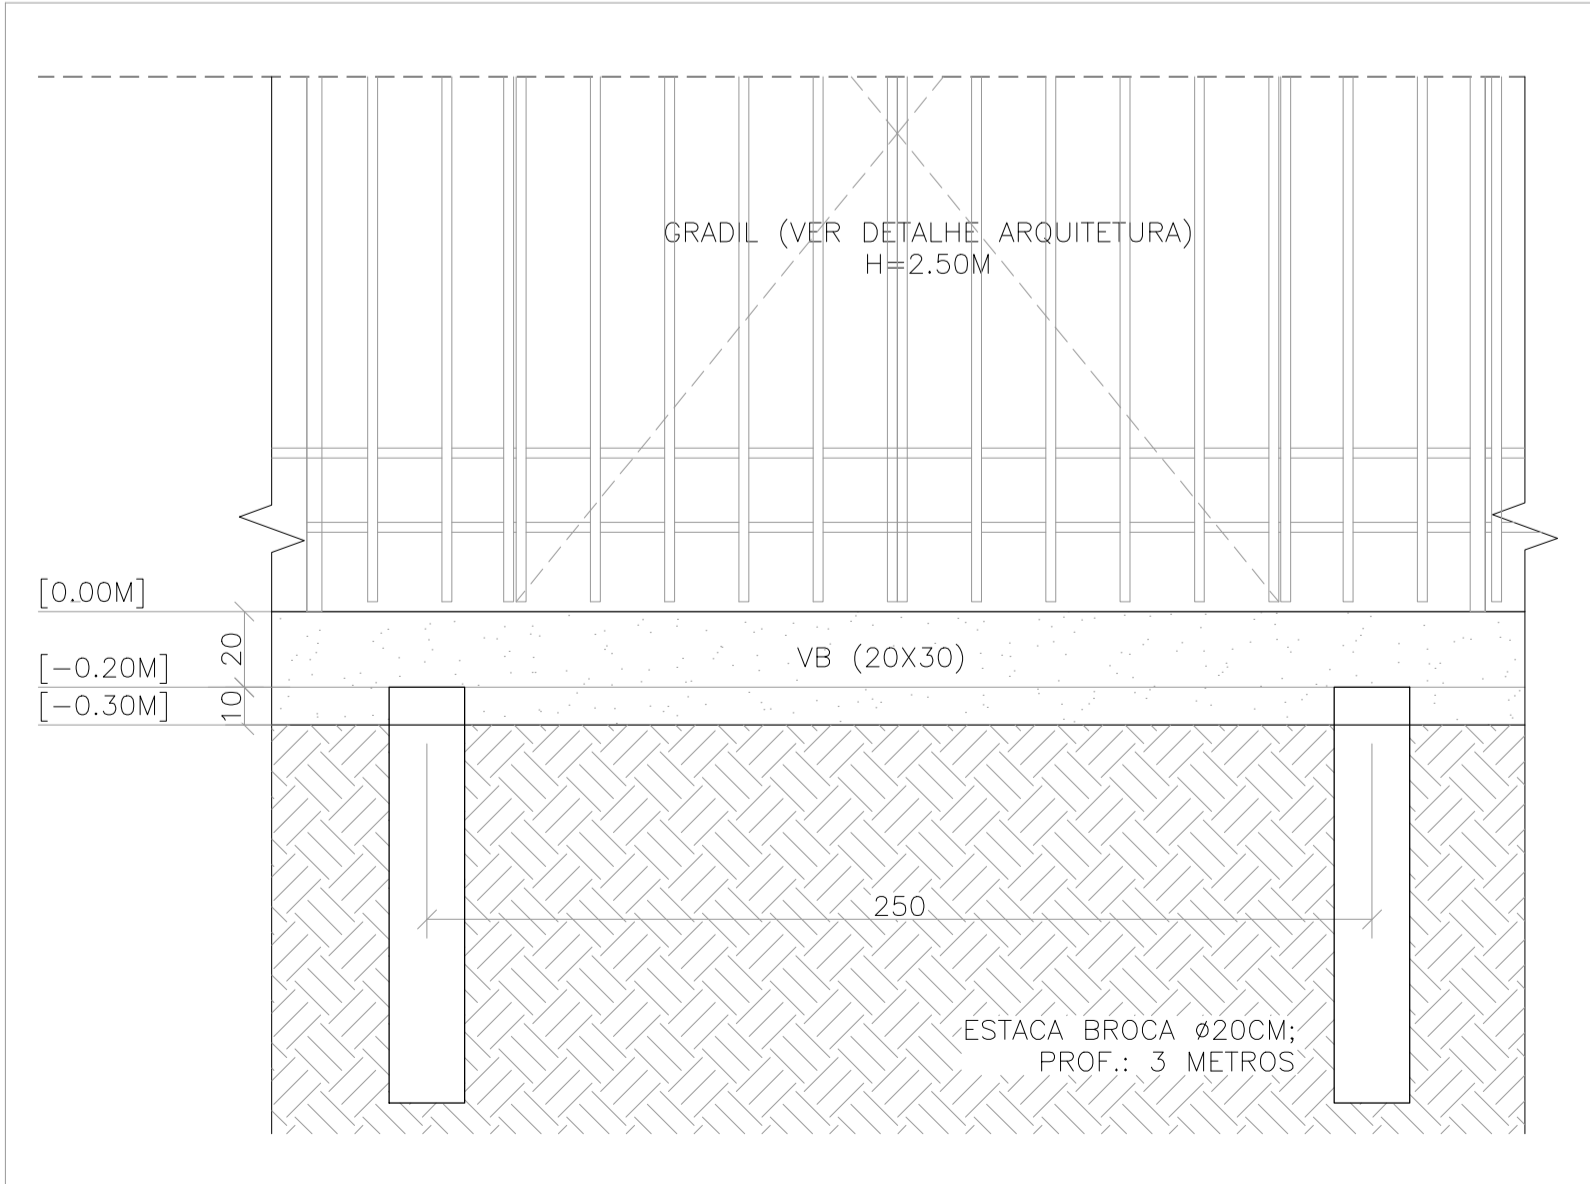 GRADIL (VER DETALHE ARQUITETURA)
H=2.50M
[0.00M]
20
[-0.20M]
VB (20X30)
10
[-0.30M]
250
ESTACA BROCA Ø20CM;
PROF.: 3 METROS